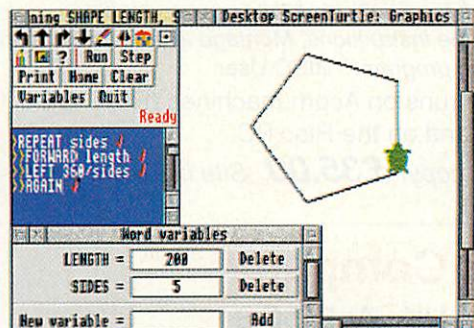 ning SHAPE LENGTH, S
Desktop ScreenTurtle: Graphics
? Run Step
Print Home Clear
Variables Quit
Ready
REPEAT sides
FORWARD length
LEFT 360/sides
AGAIN
Word variables
LENGTH = 200 Delete
SIDES = 5 Delete
New variable = Add